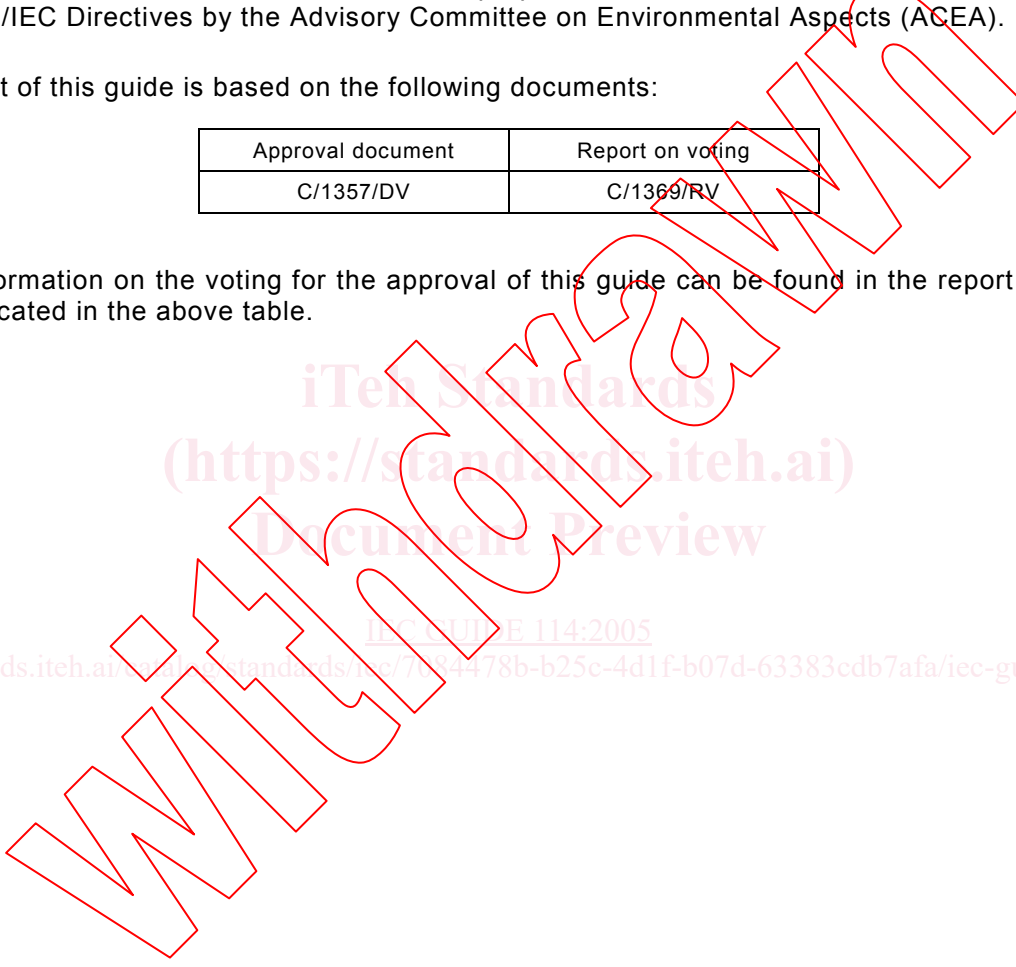 /IEC Directives by the Advisory Committee on Environmental Aspects (ACEA).
t of this guide is based on the following documents:
Approval document Report on voting
C/1357/DV C/1369/RV
ormation on the voting for the approval of this guide can be found in the report
cated in the above table.
iTeh Standards
(https://standards.iteh.ai)
Document Preview
IEC GUIDE 114:2005
ds.iteh.ai/catalog/standards/iec/7084478b-b25c-4d1f-b07d-63383cdb7afa/iec-gu
withdrawn